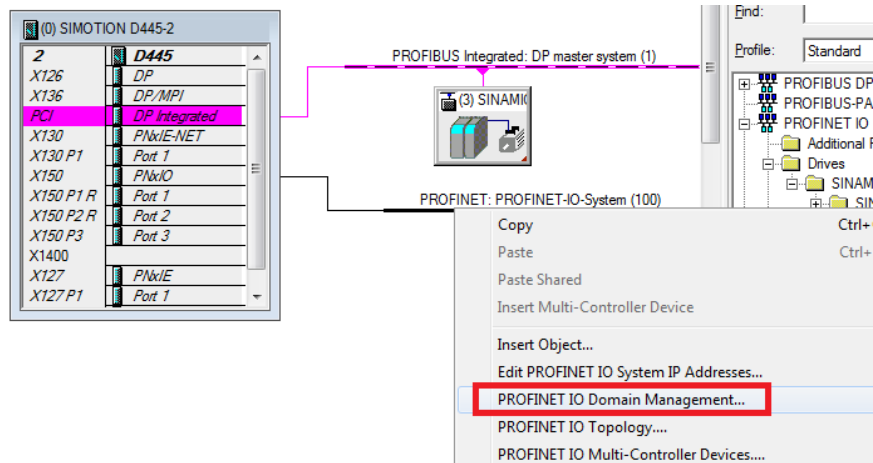 (0) SIMOTION D445-2
2 D445
X126 DP
X136 DP/MPI
PCI DP Integrated
X130 PNxIE-NET
X130 P1 Port 1
X150 PNxIO
X150 P1 R Port 1
X150 P2 R Port 2
X150 P3 Port 3
X1400
X127 PNxIE
X127 P1 Port 1
PROFIBUS Integrated: DP master system (1)
(3) SINAMIC
PROFINET: PROFINET-IO-System (100)
Copy Ctrl+
Paste Ctrl+
Paste Shared
Insert Multi-Controller Device
Insert Object...
Edit PROFINET IO System IP Addresses...
PROFINET IO Domain Management...
PROFINET IO Topology....
PROFINET IO Multi-Controller Devices....
Find:
Profile: Standard
PROFIBUS DP
PROFIBUS-PA
PROFINET IO
Additional F
Drives
SINAM